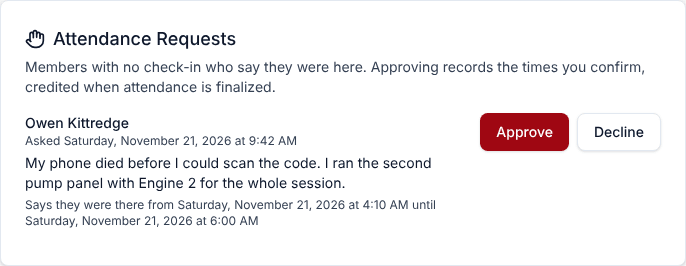 Attendance Requests
Members with no check-in who say they were here. Approving records the times you confirm,
credited when attendance is finalized.
Owen Kittredge
Asked Saturday, November 21, 2026 at 9:42 AM
My phone died before I could scan the code. I ran the second
pump panel with Engine 2 for the whole session.
Says they were there from Saturday, November 21, 2026 at 4:10 AM until
Saturday, November 21, 2026 at 6:00 AM
Approve
Decline